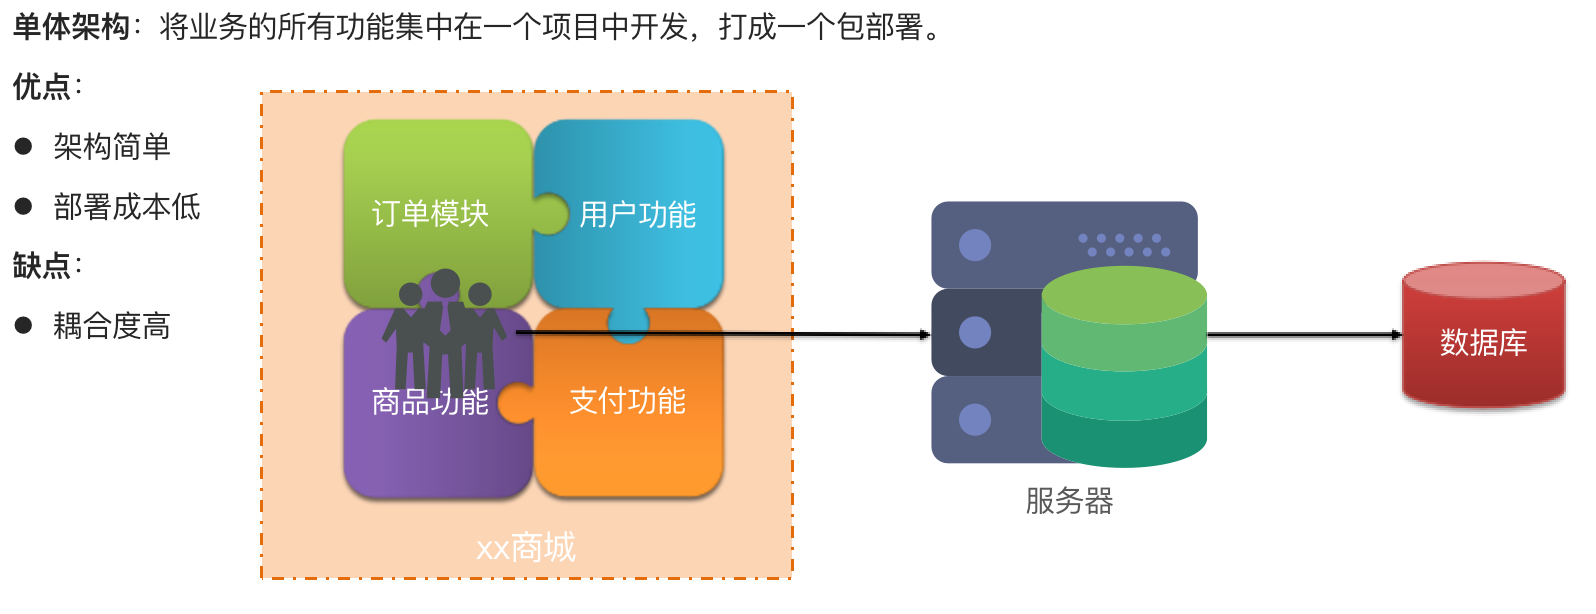 单体架构：将业务的所有功能集中在一个项目中开发，打成一个包部署。
优点：
● 架构简单
● 部署成本低
缺点：
● 耦合度高
订单模块
用户功能
商品功能
支付功能
xx商城
服务器
数据库